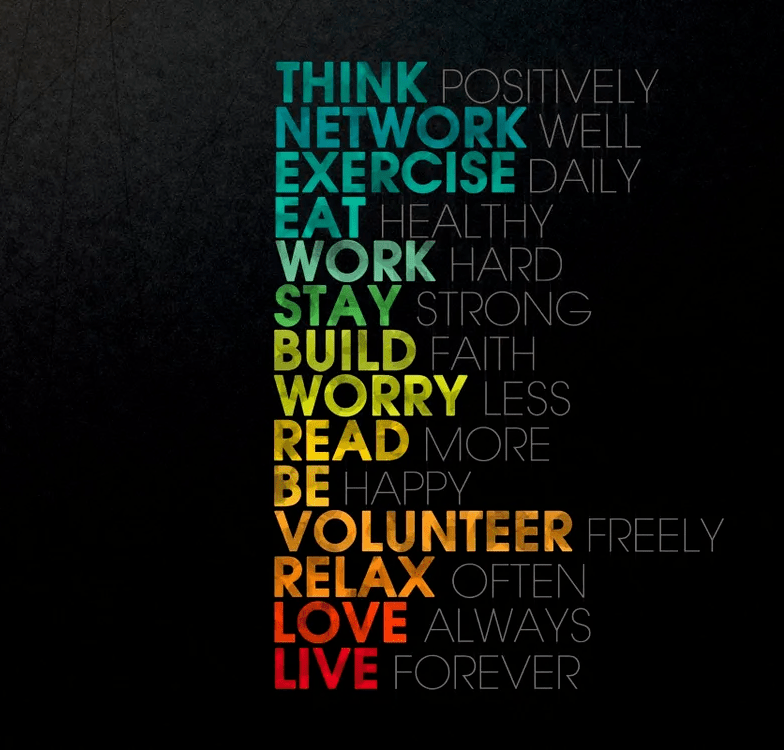 THINK POSITIVELY
NETWORK WELL
EXERCISE DAILY
EAT HEALTHY
WORK HARD
STAY STRONG
BUILD FAITH
WORRY LESS
READ MORE
BE HAPPY
VOLUNTEER FREELY
RELAX OFTEN
LOVE ALWAYS
LIVE FOREVER